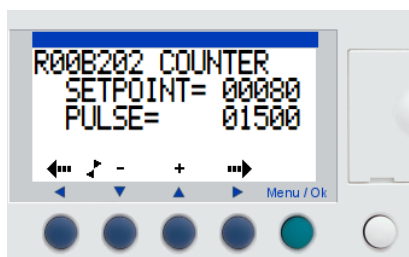 R00B202 COUNTER
SETPOINT= 00080
PULSE= 01500
- +
Menu / Ok